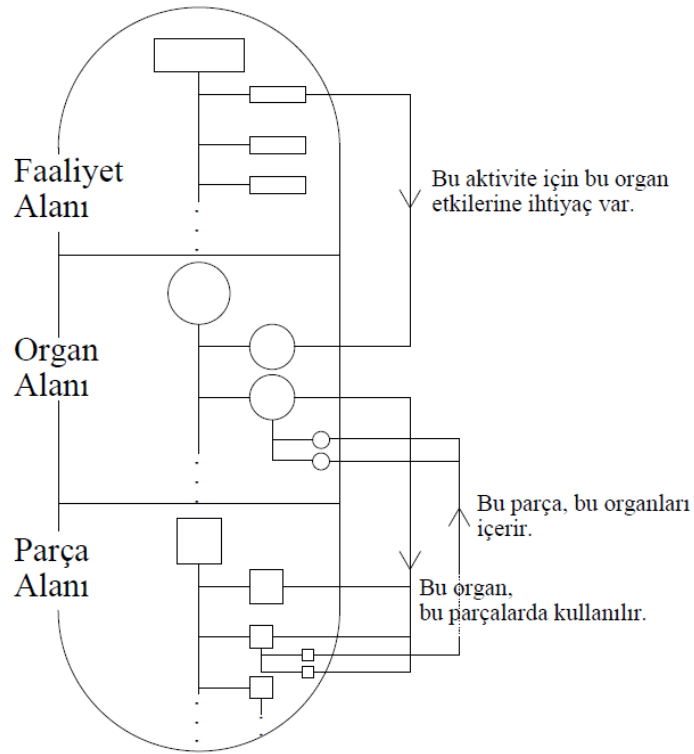 Faaliyet
Alanı
Bu aktivite için bu organ
etkilerine ihtiyaç var.
Organ
Alanı
Bu parça, bu organları
içerir.
Parça
Alanı
Bu organ,
bu parçalarda kullanılır.